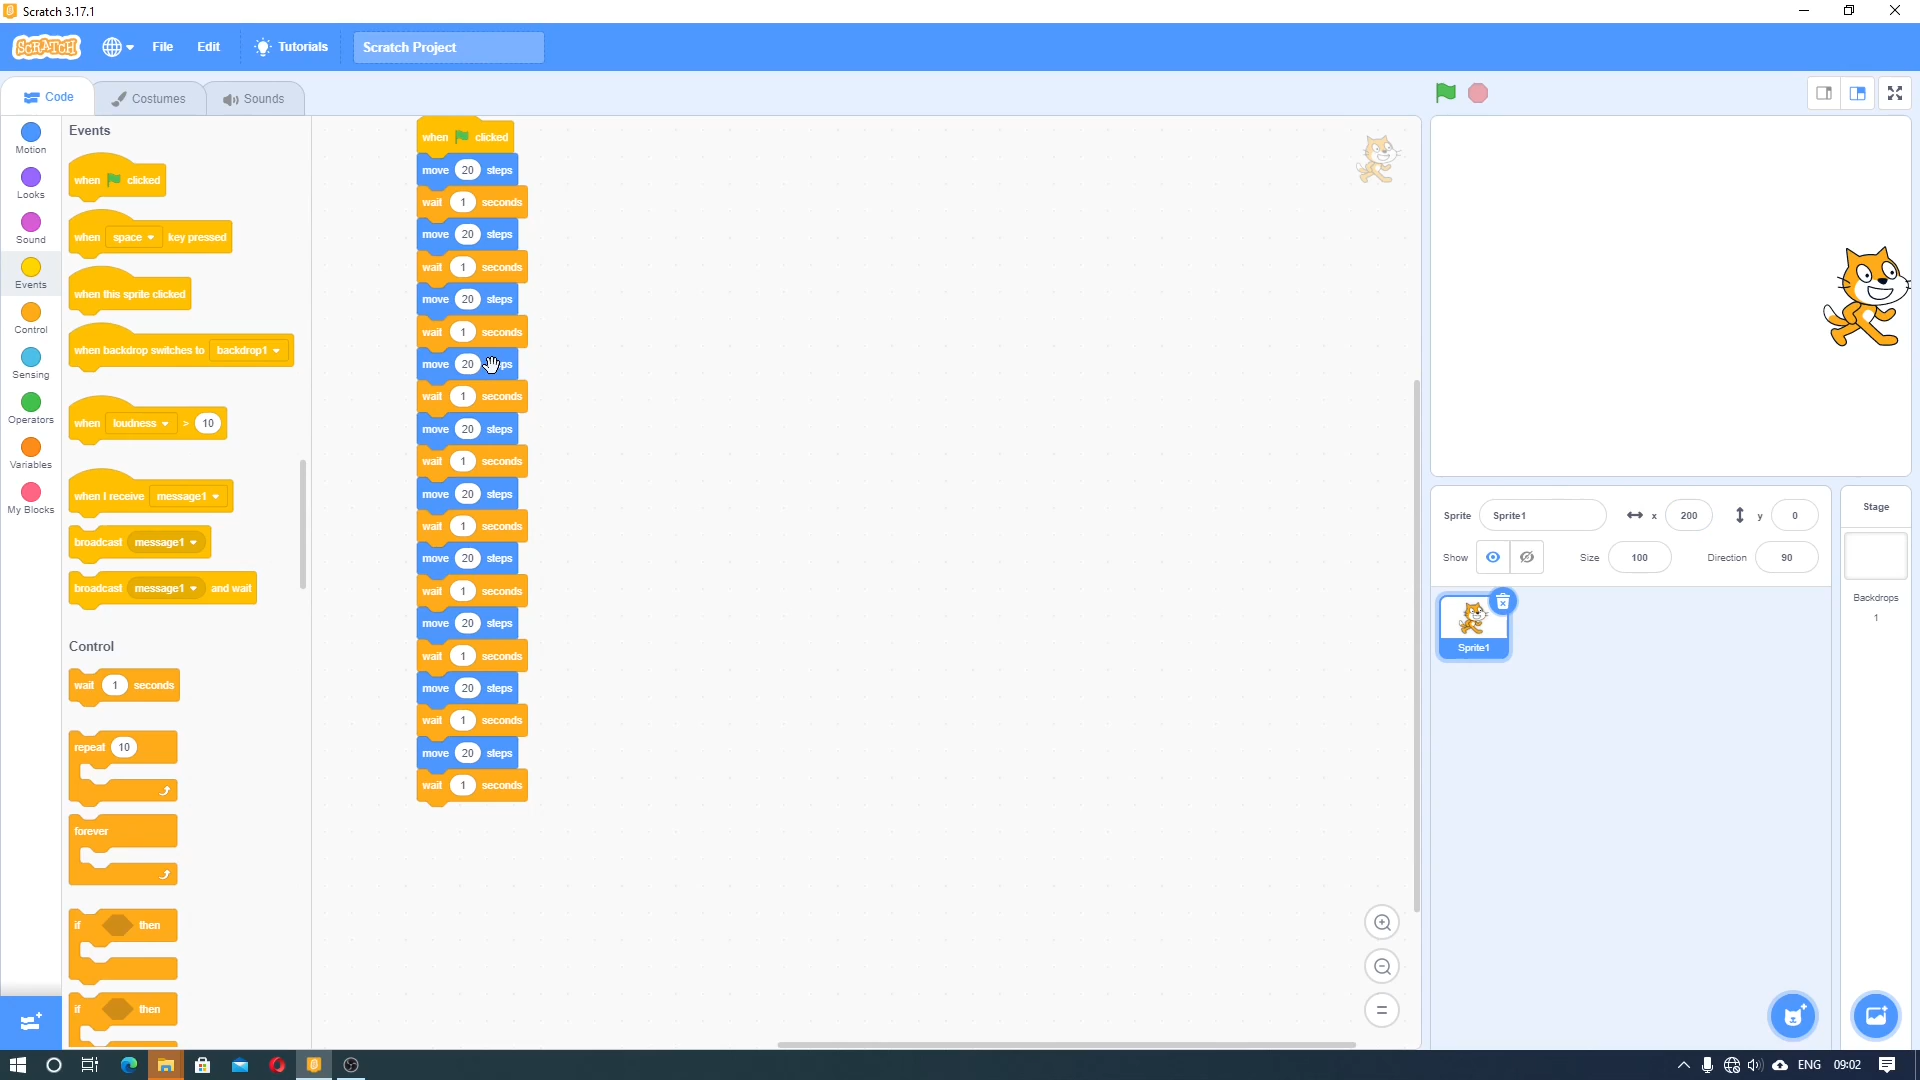 Scratch 3.17.1
SCRATCH
File
Edit
Tutorials
Scratch Project
Code
Costumes
Sounds
Motion
Looks
Sound
Events
Control
Sensing
Operators
Variables
My Blocks
Events
when clicked
when space key pressed
when this sprite clicked
when backdrop switches to backdrop1
when loudness > 10
when I receive message1
broadcast message1
broadcast message1 and wait
Control
wait 1 seconds
repeat 10
forever
if then
if then
when clicked
move 20 steps
wait 1 seconds
move 20 steps
wait 1 seconds
move 20 steps
wait 1 seconds
move 20 steps
wait 1 seconds
move 20 steps
wait 1 seconds
move 20 steps
wait 1 seconds
move 20 steps
wait 1 seconds
move 20 steps
wait 1 seconds
move 20 steps
wait 1 seconds
move 20 steps
wait 1 seconds
Sprite Sprite1 x 200 y 0
Show Size 100 Direction 90
Sprite1
Stage
Backdrops
1
ENG 09:02